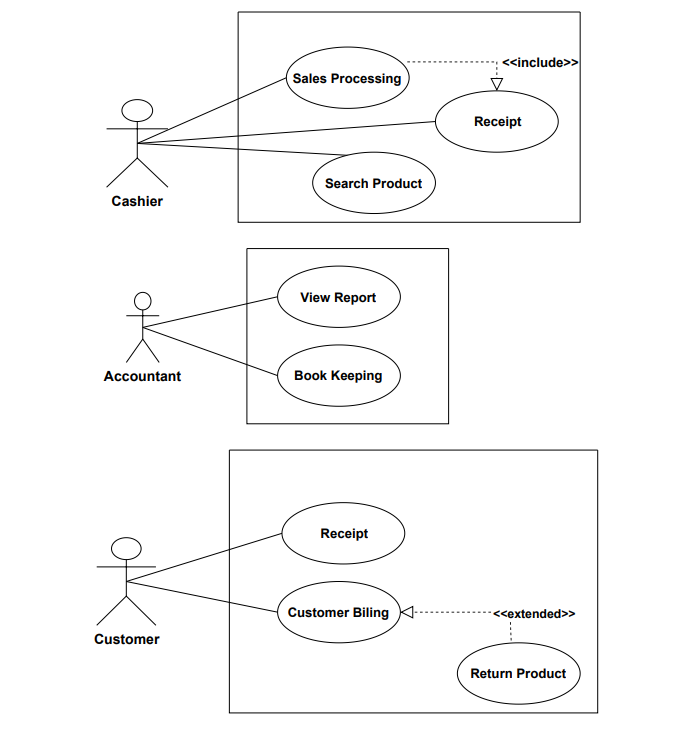 Sales Processing
<<include>>
Receipt
Search Product
Cashier
View Report
Book Keeping
Accountant
Receipt
Customer Biling
<<extended>>
Customer
Return Product